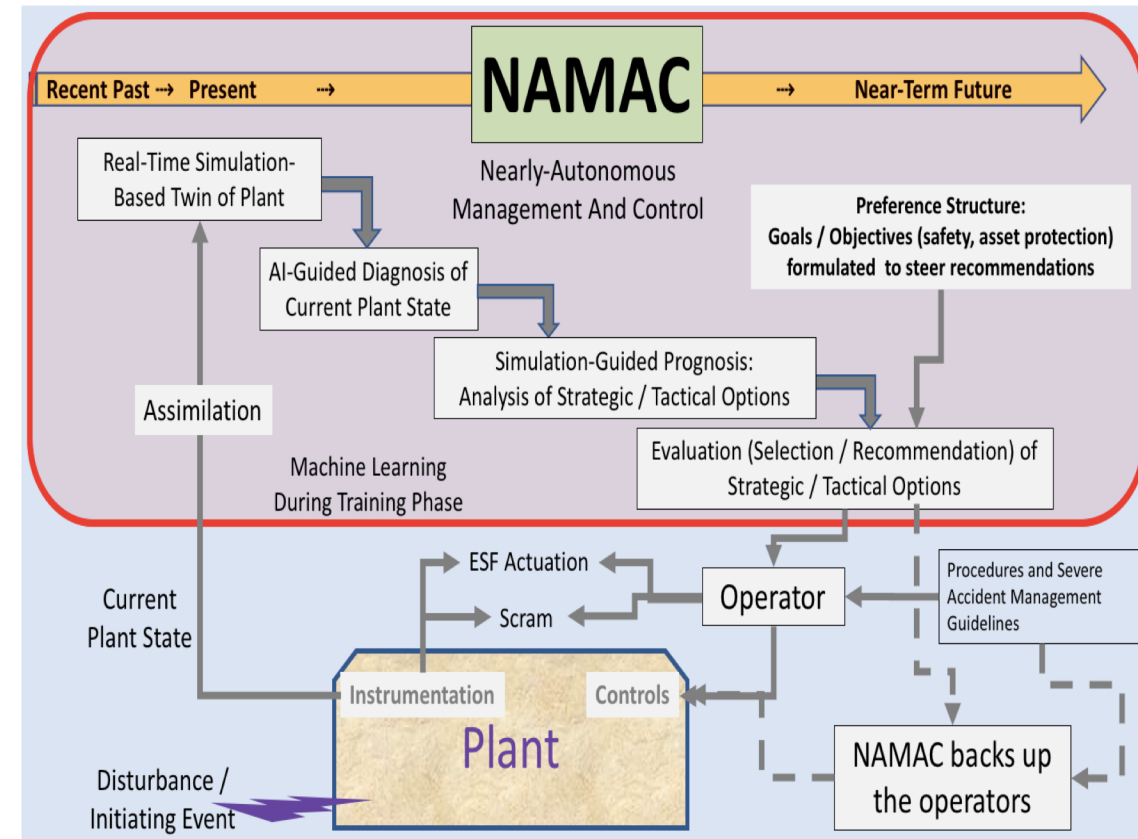 Recent Past ⇢ Present ⇢
NAMAC
⇢ Near-Term Future
Nearly-Autonomous
Management And Control
Real-Time Simulation-
Based Twin of Plant
Preference Structure:
Goals / Objectives (safety, asset protection)
formulated to steer recommendations
AI-Guided Diagnosis of
Current Plant State
Simulation-Guided Prognosis:
Analysis of Strategic / Tactical Options
Assimilation
Evaluation (Selection / Recommendation) of
Strategic / Tactical Options
Machine Learning
During Training Phase
ESF Actuation
Scram
Operator
Procedures and Severe
Accident Management
Guidelines
Current
Plant State
Instrumentation
Controls
Plant
NAMAC backs up
the operators
Disturbance /
Initiating Event